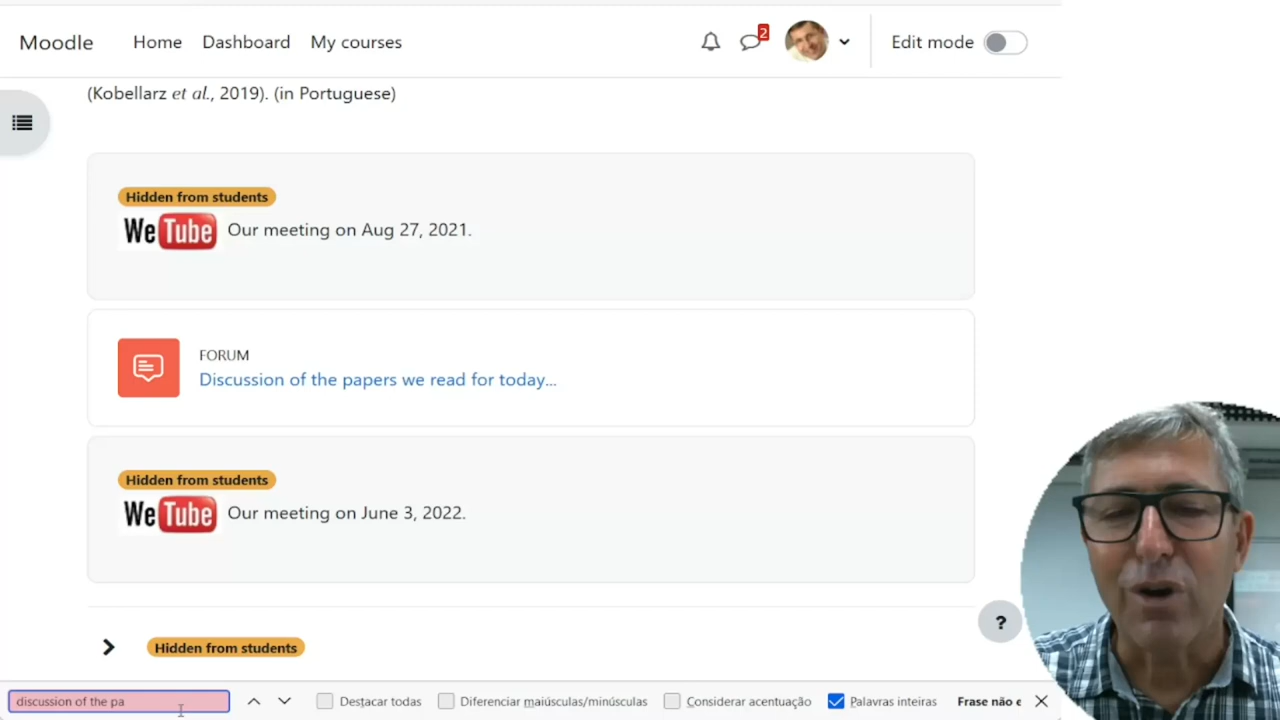 Moodle Home Dashboard My courses 2 Edit mode
(Kobellarz et al., 2019). (in Portuguese)
Hidden from students
WeTube Our meeting on Aug 27, 2021.
FORUM
Discussion of the papers we read for today...
Hidden from students
WeTube Our meeting on June 3, 2022.
?
Hidden from students
discussion of the pa Destacar todas Diferenciar maiúsculas/minúsculas Considerar acentuação Palavras inteiras Frase não e